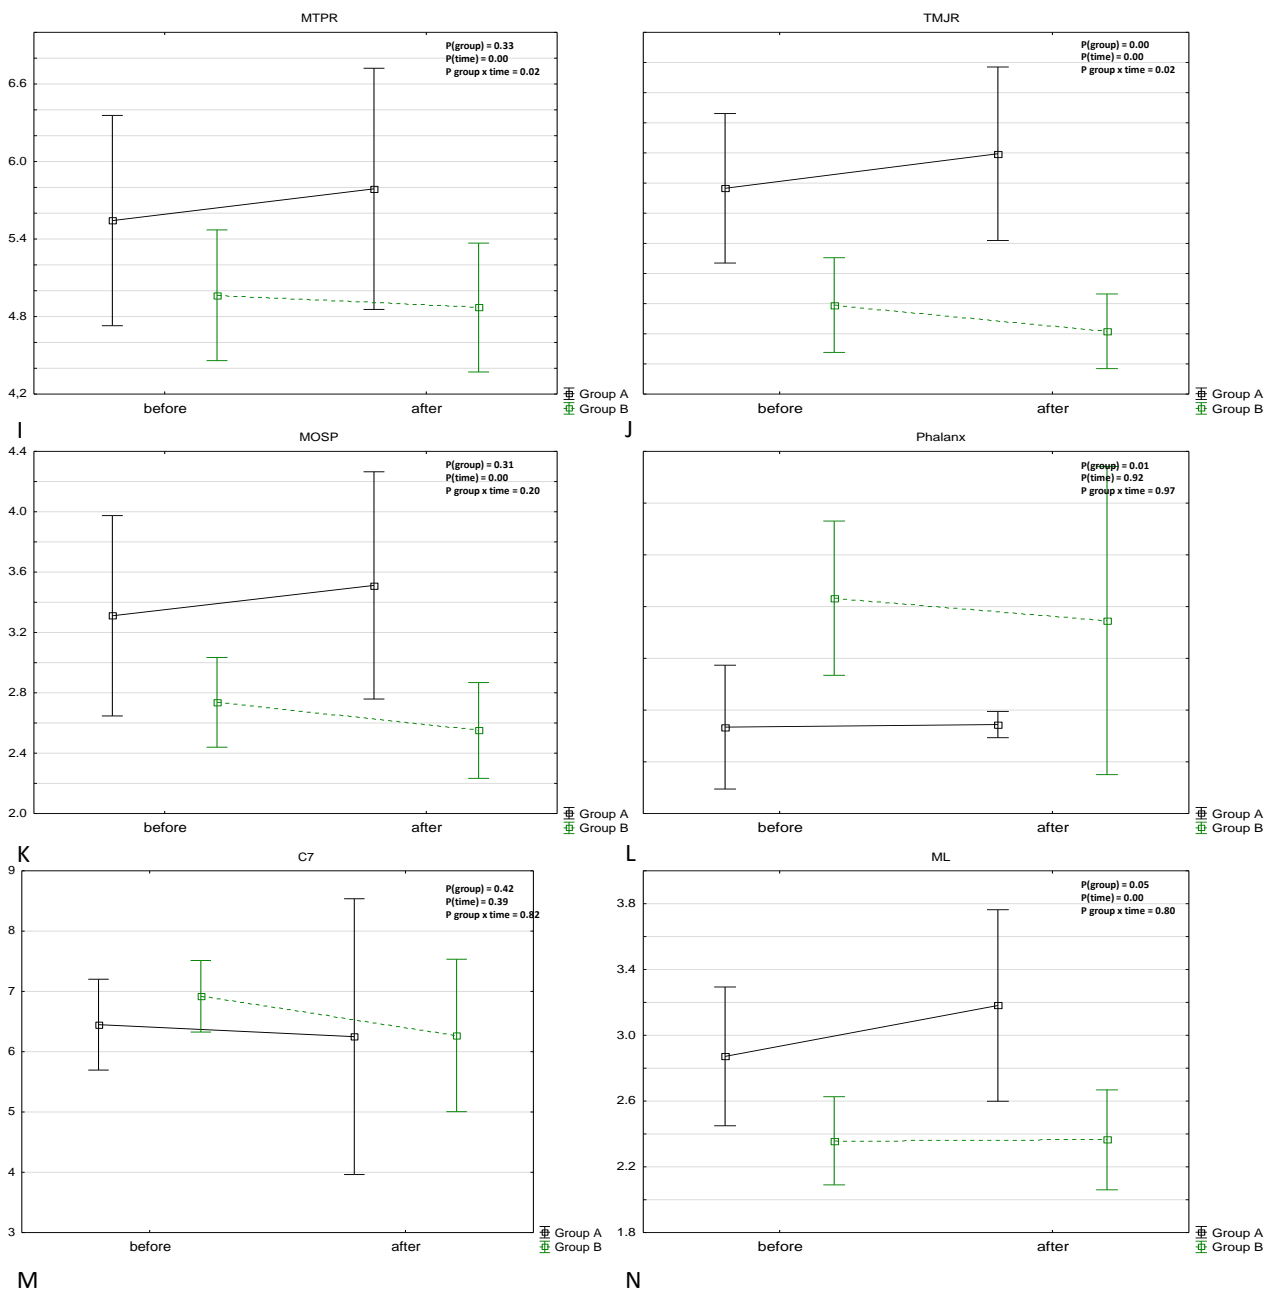 MTPR
P(group) = 0.33
P(time) = 0.00
P group x time = 0.02
6.6
6.0
5.4
4.8
4,2
before
after
Group A
Group B
I
TMJR
P(group) = 0.00
P(time) = 0.00
P group x time = 0.02
before
after
Group A
Group B
J
MOSP
P(group) = 0.31
P(time) = 0.00
P group x time = 0.20
4.4
4.0
3.6
3.2
2.8
2.4
2.0
before
after
Group A
Group B
K
Phalanx
P(group) = 0.01
P(time) = 0.92
P group x time = 0.97
before
after
Group A
Group B
L
C7
P(group) = 0.42
P(time) = 0.39
P group x time = 0.82
9
8
7
6
5
4
3
before
after
Group A
Group B
M
ML
P(group) = 0.05
P(time) = 0.00
P group x time = 0.80
3.8
3.4
3.0
2.6
2.2
1.8
before
after
Group A
Group B
N